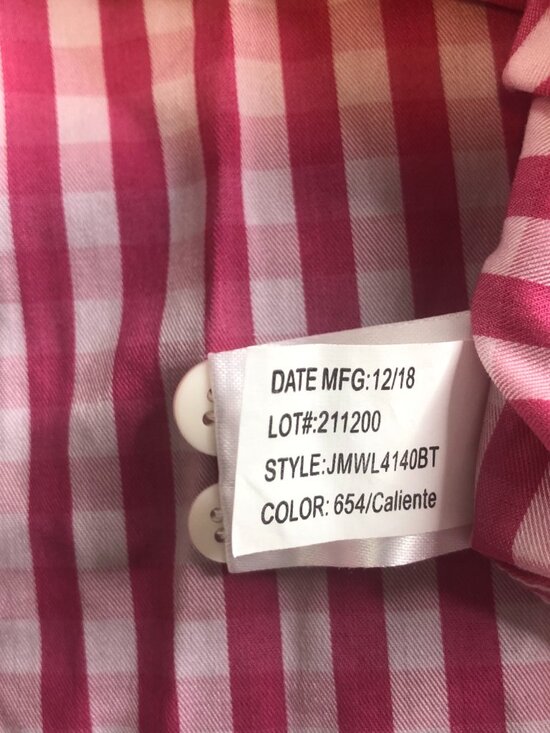 DATE MFG:12/18
LOT#:211200
STYLE:JMWL4140BT
COLOR: 654/Caliente